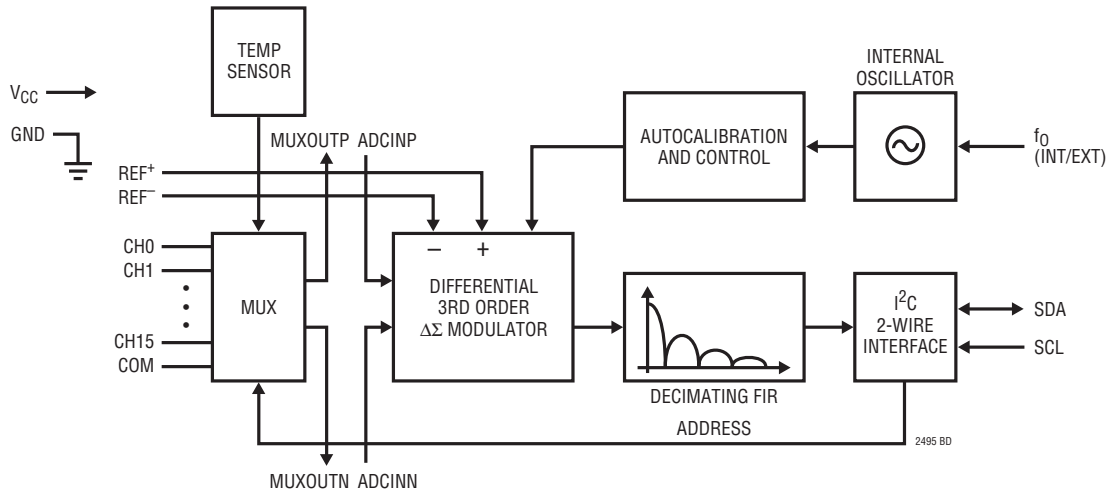 TEMP
SENSOR
INTERNAL
OSCILLATOR
VCC
GND
MUXOUTP ADCINP
AUTOCALIBRATION
AND CONTROL
fO
(INT/EXT)
REF+
REF–
CH0
CH1
CH15
COM
MUX
– +
DIFFERENTIAL
3RD ORDER
ΔΣ MODULATOR
DECIMATING FIR
I2C
2-WIRE
INTERFACE
SDA
SCL
ADDRESS
2495 BD
MUXOUTN ADCINN